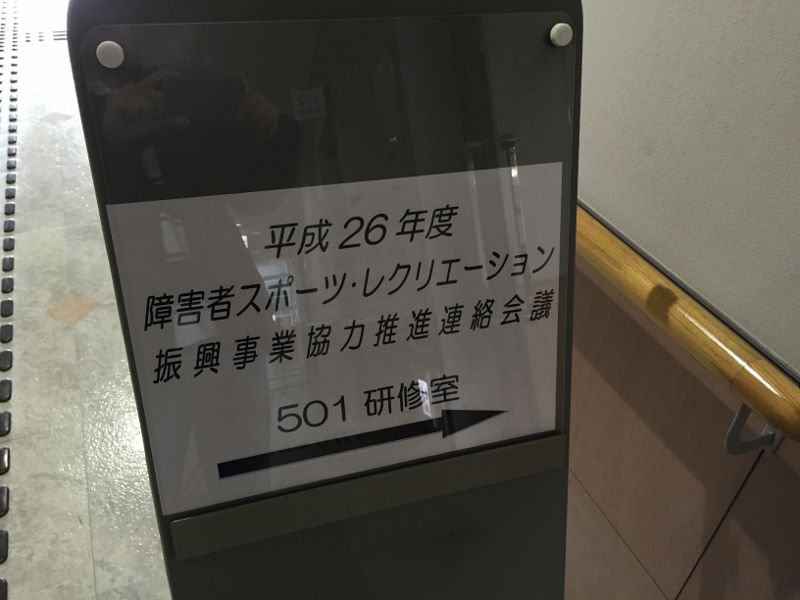 平成26年度
障害者スポーツ・レクリエーション
振興事業協力推進連絡会議
501 研修室